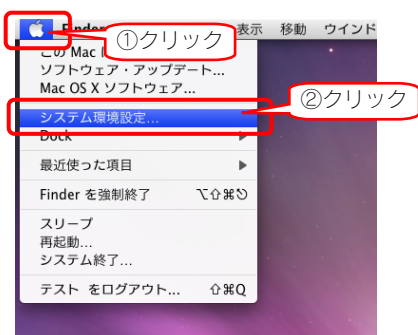 Finder 表示 移動 ウインド
①クリック
この Mac
ソフトウェア・アップデート...
Mac OS X ソフトウェア...
②クリック
システム環境設定...
Dock ▶
最近使った項目 ▶
Finder を強制終了 ⌥⇧⌘⎋
スリープ
再起動...
システム終了...
テスト をログアウト... ⇧⌘Q